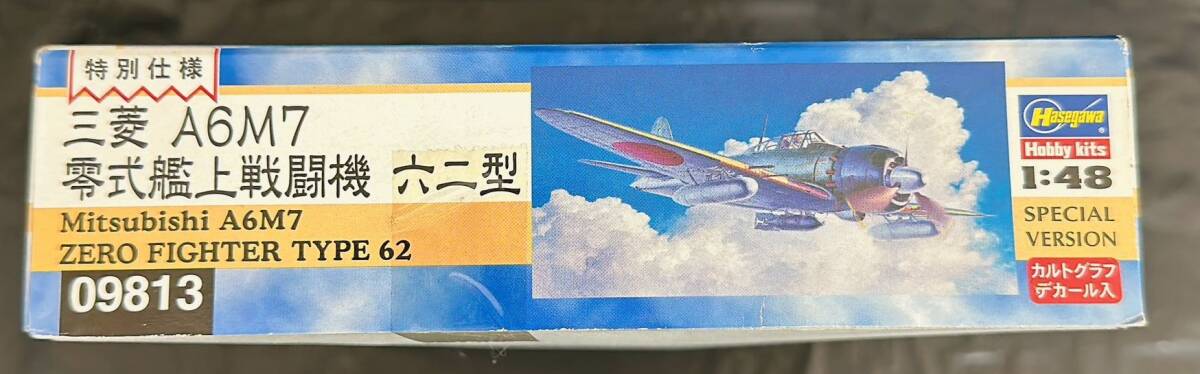 特別仕様
三菱 A6M7
零式艦上戦闘機 六二型
Mitsubishi A6M7
ZERO FIGHTER TYPE 62
09813
Hasegawa
Hobby kits
1:48
SPECIAL
VERSION
カルトグラフ
デカール入